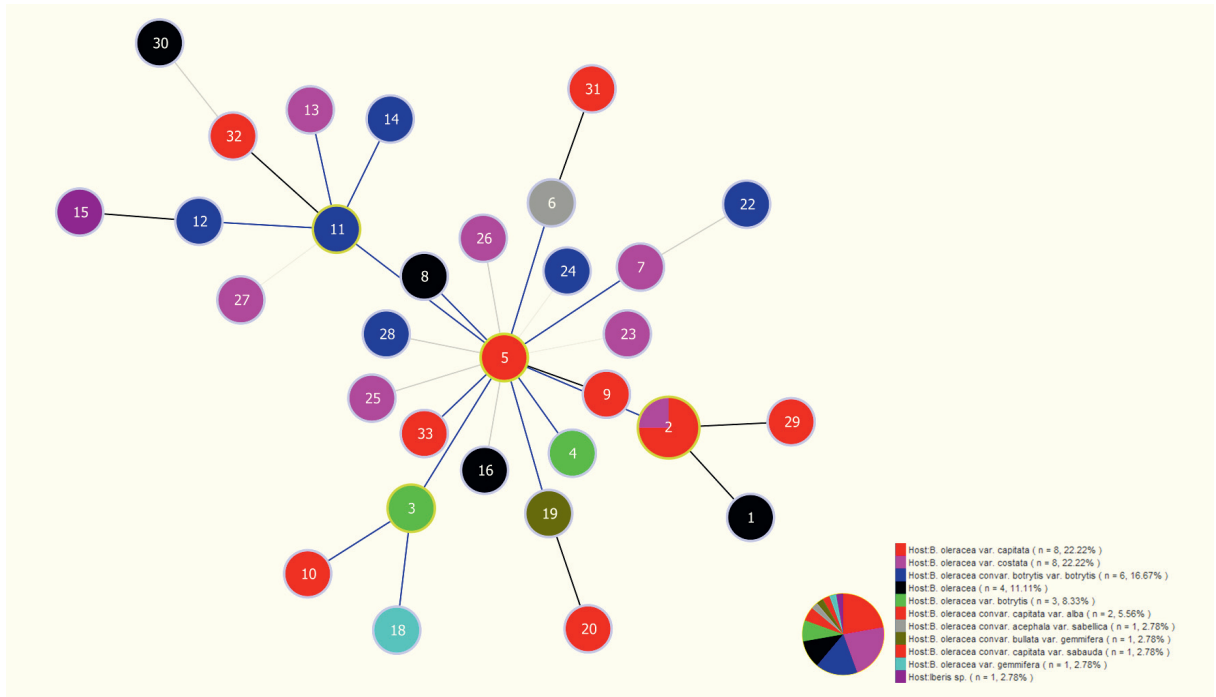 30
31
13
14
32
6
15
12
22
11
26
24
7
8
27
28
23
5
25
9
2
29
33
4
16
3
19
1
10
18
20
Host:B. oleracea var. capitata ( n = 8, 22.22% )
Host:B. oleracea var. costata ( n = 8, 22.22% )
Host:B. oleracea convar. botrytis var. botrytis ( n = 6, 16.67% )
Host:B. oleracea ( n = 4, 11.11% )
Host:B. oleracea var. botrytis ( n = 3, 8.33% )
Host:B. oleracea convar. capitata var. alba ( n = 2, 5.56% )
Host:B. oleracea convar. acephala var. sabellica ( n = 1, 2.78% )
Host:B. oleracea convar. bullata var. gemmifera ( n = 1, 2.78% )
Host:B. oleracea convar. capitata var. sabauda ( n = 1, 2.78% )
Host:B. oleracea var. gemmifera ( n = 1, 2.78% )
Host:Iberis sp. ( n = 1, 2.78% )